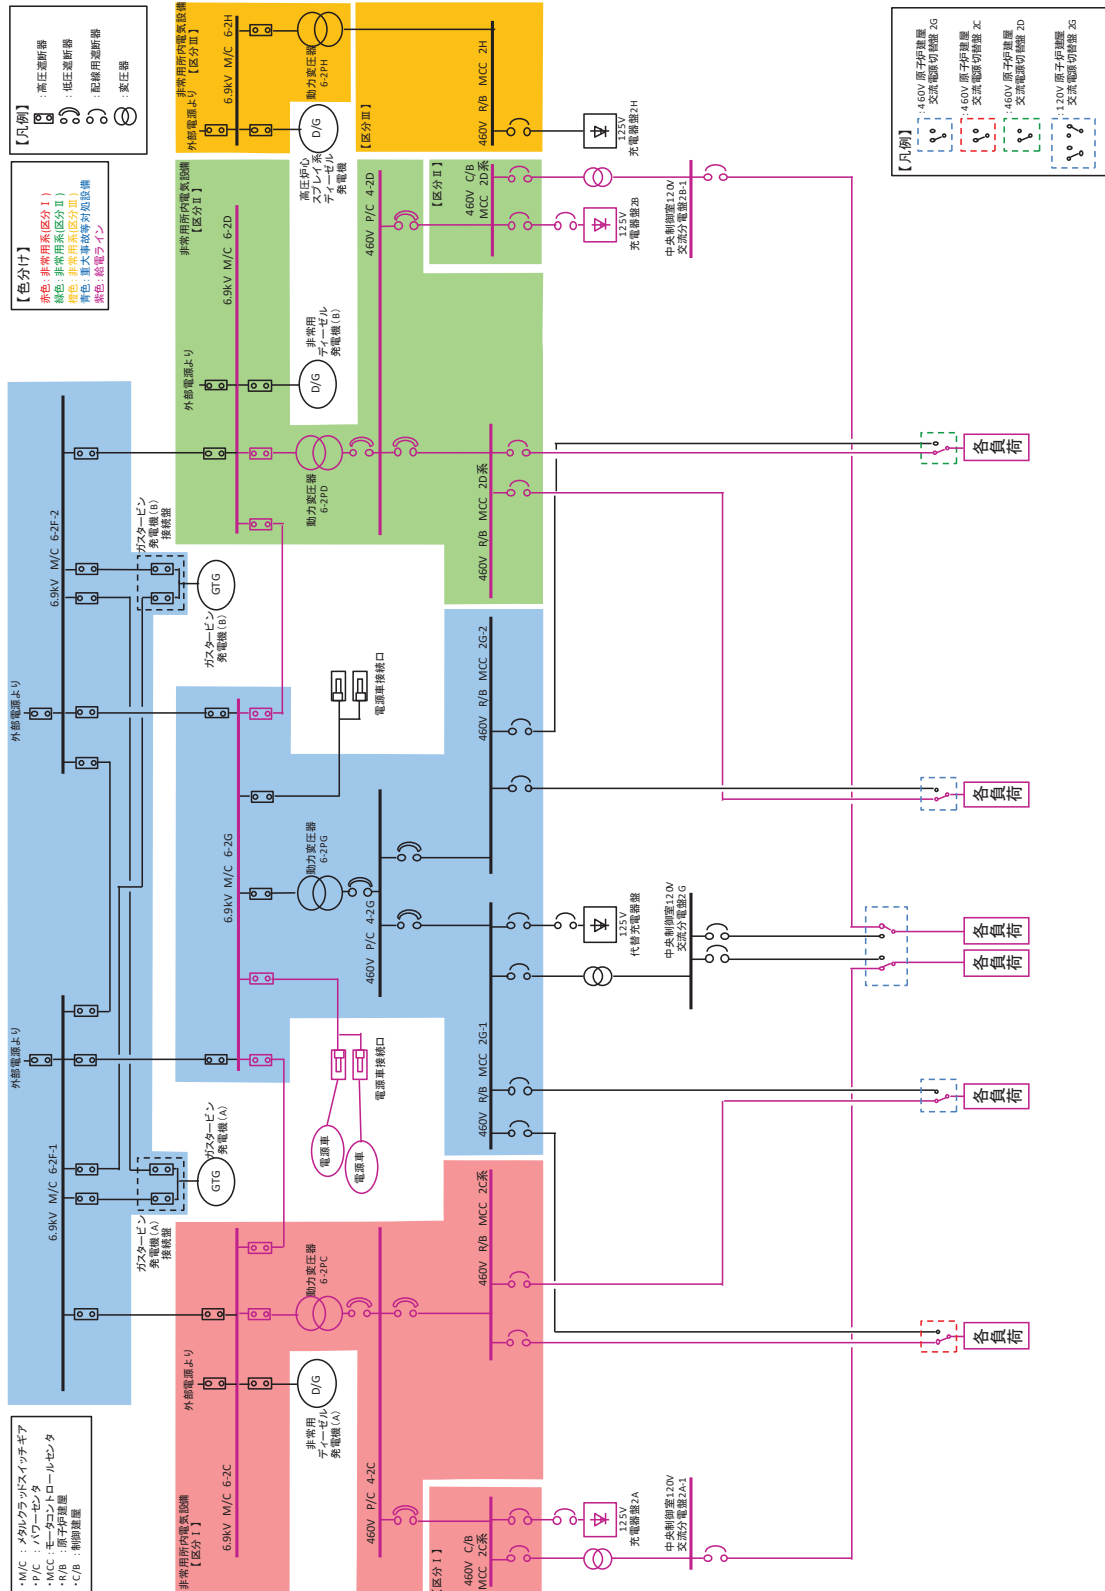 ・M/C ：メタルクラッドスイッチギア
・P/C ：パワーセンタ
・MCC：モータコントロールセンタ
・R/B ：原子炉建屋
・C/B ：制御建屋
【色分け】
赤色：非常用系(区分Ⅰ)
緑色：非常用系(区分Ⅱ)
橙色：非常用系(区分Ⅲ)
青色：重大事故等対処設備
紫色：給電ライン
【凡例】
：高圧遮断器
：低圧遮断器
：配線用遮断器
：変圧器
【凡例】
：460V 原子炉建屋
交流電源切替盤 2G
：460V 原子炉建屋
交流電源切替盤 2C
：460V 原子炉建屋
交流電源切替盤 2D
：120V 原子炉建屋
交流電源切替盤 2G
6.9kV M/C 6-2F-1
外部電源より
ガスタービン
発電機(A)
接続盤
GTG
ガスタービン
発電機(A)
6.9kV M/C 6-2F-2
外部電源より
ガスタービン
発電機(B)
接続盤
GTG
ガスタービン
発電機(B)
非常用所内電気設備
【区分Ⅰ】
6.9kV M/C 6-2C
外部電源より
D/G
非常用
ディーゼル
発電機(A)
動力変圧器
6-2PC
460V P/C 4-2C
【区分Ⅰ】
460V C/B
MCC 2C系
460V R/B MCC 2C系
125V
充電器盤2A
中央制御室120V
交流分電盤2A-1
6.9kV M/C 6-2G
電源車
電源車
電源車接続口
動力変圧器
6-2PG
電源車接続口
460V P/C 4-2G
460V R/B MCC 2G-1
460V R/B MCC 2G-2
125V
代替充電器盤
中央制御室120V
交流分電盤2G
非常用所内電気設備
【区分Ⅱ】
6.9kV M/C 6-2D
外部電源より
D/G
非常用
ディーゼル
発電機(B)
動力変圧器
6-2PD
460V P/C 4-2D
【区分Ⅱ】
460V C/B
MCC 2D系
460V R/B MCC 2D系
125V
充電器盤2B
中央制御室120V
交流分電盤2B-1
非常用所内電気設備
【区分Ⅲ】
6.9kV M/C 6-2H
外部電源より
D/G
高圧炉心
スプレイ系
ディーゼル
発電機
動力変圧器
6-2PH
【区分Ⅲ】
460V R/B MCC 2H
125V
充電器盤2H
各負荷
各負荷
各負荷
各負荷
各負荷
各負荷